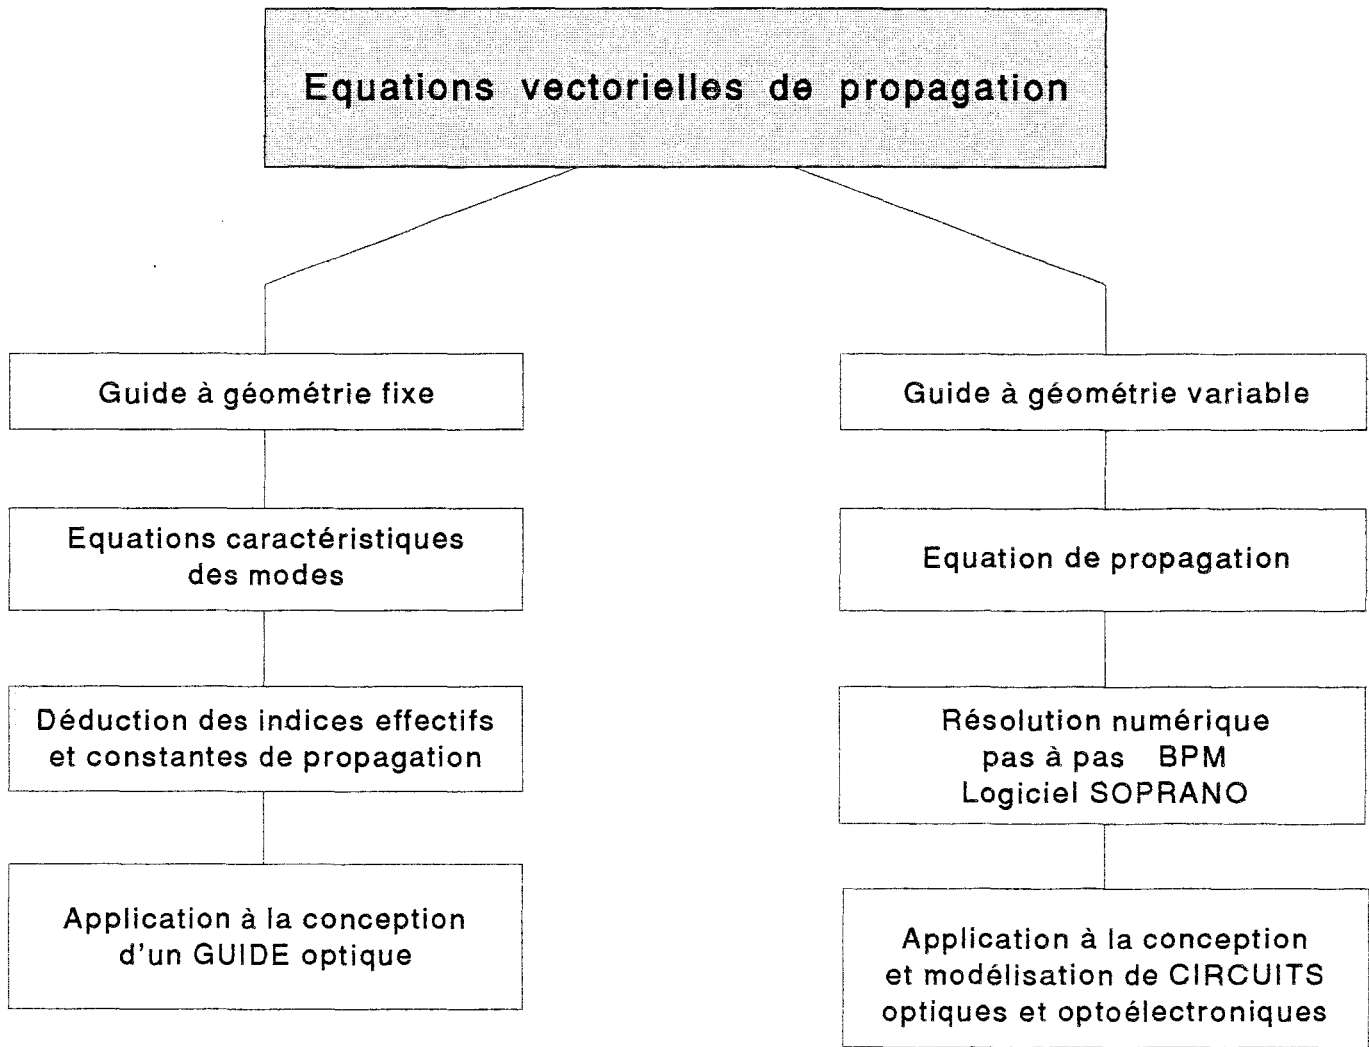 Equations vectorielles de propagation
Guide à géométrie fixe
Equations caractéristiques
des modes
Déduction des indices effectifs
et constantes de propagation
Application à la conception
d'un GUIDE optique
Guide à géométrie variable
Equation de propagation
Résolution numérique
pas à pas BPM
Logiciel SOPRANO
Application à la conception
et modélisation de CIRCUITS
optiques et optoélectroniques